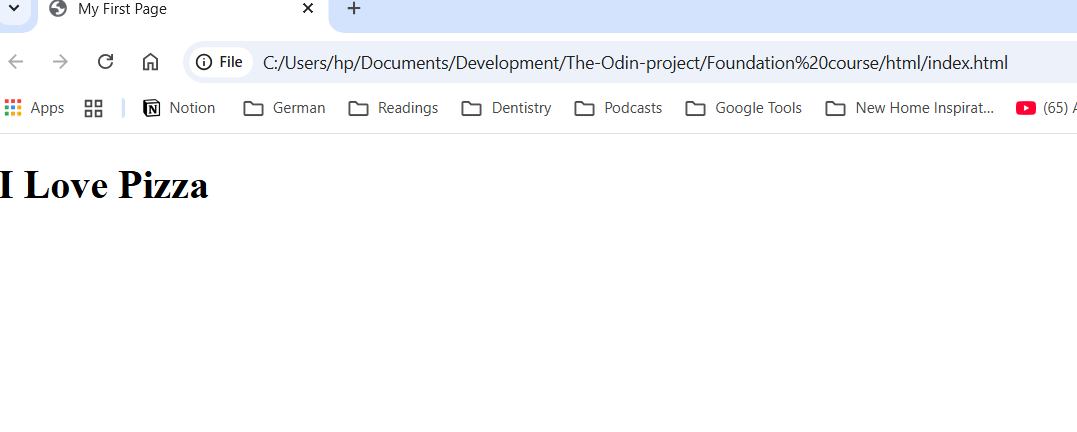 My First Page
File C:/Users/hp/Documents/Development/The-Odin-project/Foundation%20course/html/index.html
Apps Notion German Readings Dentistry Podcasts Google Tools New Home Inspirat... (65)
I Love Pizza